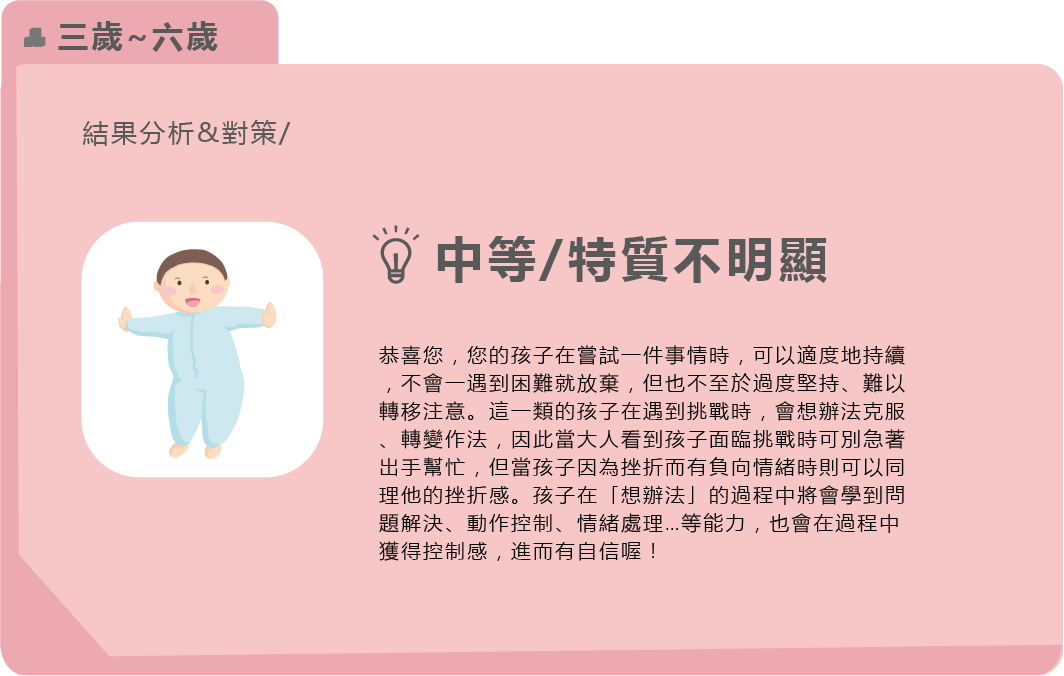 三歲~六歲
結果分析&對策/
中等/特質不明顯
恭喜您，您的孩子在嘗試一件事情時，可以適度地持續
，不會一遇到困難就放棄，但也不至於過度堅持、難以
轉移注意。這一類的孩子在遇到挑戰時，會想辦法克服
、轉變作法，因此當大人看到孩子面臨挑戰時可別急著
出手幫忙，但當孩子因為挫折而有負向情緒時則可以同
理他的挫折感。孩子在「想辦法」的過程中將會學到問
題解決、動作控制、情緒處理...等能力，也會在過程中
獲得控制感，進而有自信喔！